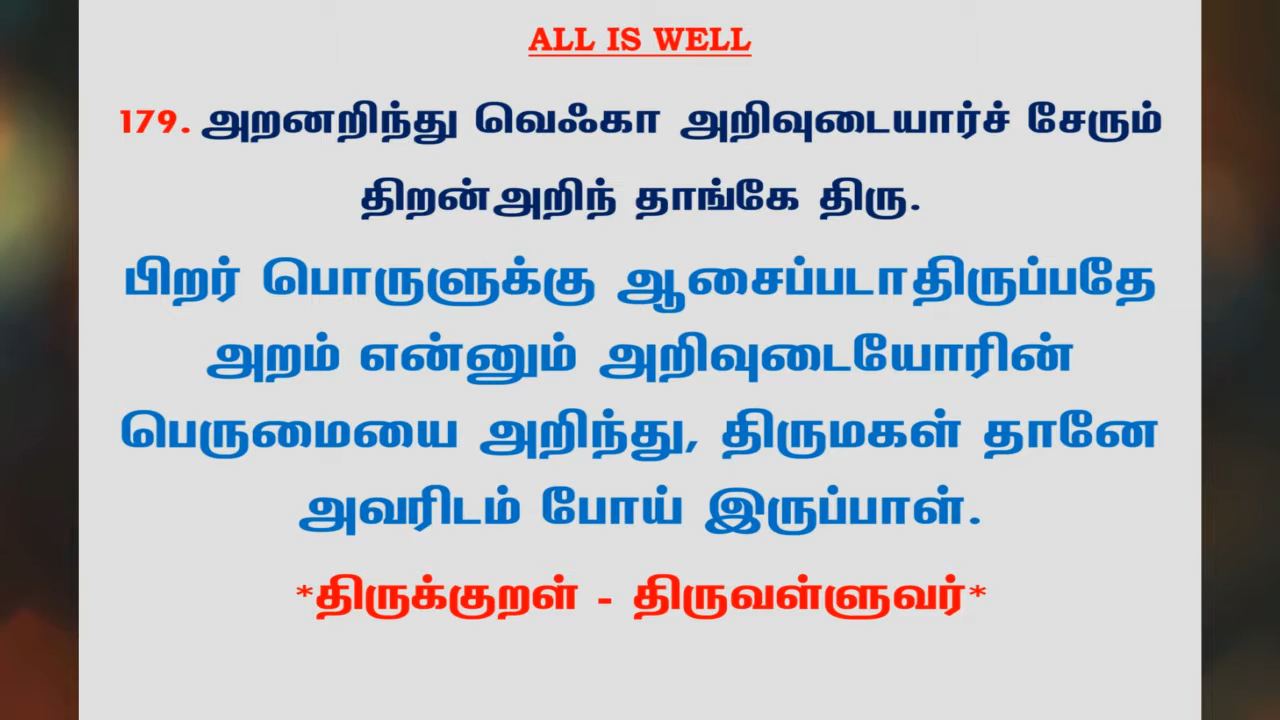 ALL IS WELL
179. அறனறிந்து வெஃகா அறிவுடையார்ச் சேரும்
திறன்அறிந் தாங்கே திரு.
பிறர் பொருளுக்கு ஆசைப்படாதிருப்பதே
அறம் என்னும் அறிவுடையோரின்
பெருமையை அறிந்து, திருமகள் தானே
அவரிடம் போய் இருப்பாள்.
*திருக்குறள் - திருவள்ளுவர்*